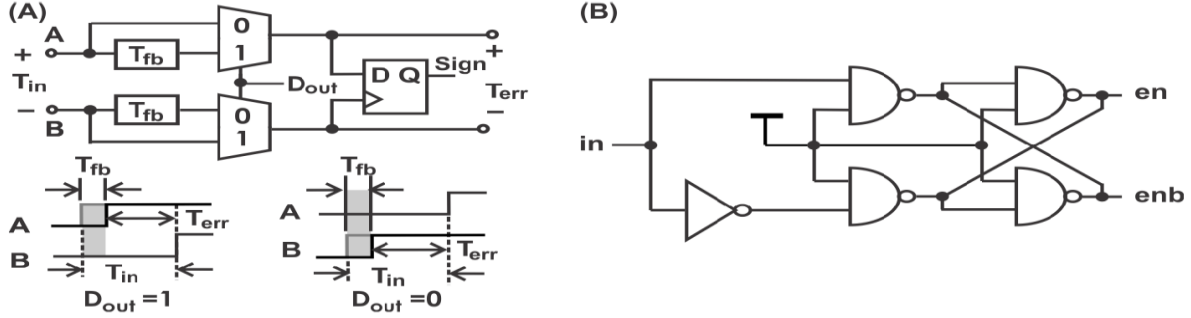 (A)
A
+
T_in
−
B
T_fb
T_fb
0
1
0
1
D_out
D Q
Sign
+
T_err
−
T_fb
A
B
T_err
T_in
D_out =1
T_fb
A
B
T_err
T_in
D_out =0
(B)
in
en
enb